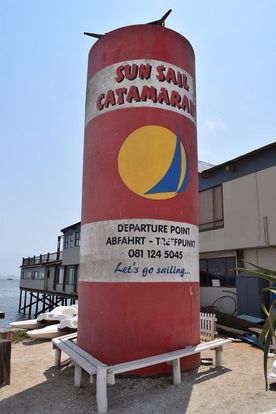 SUN SAIL
CATAMARAN
DEPARTURE POINT
ABFAHRT - TREFFPUNKT
081 124 5045
Let's go sailing...